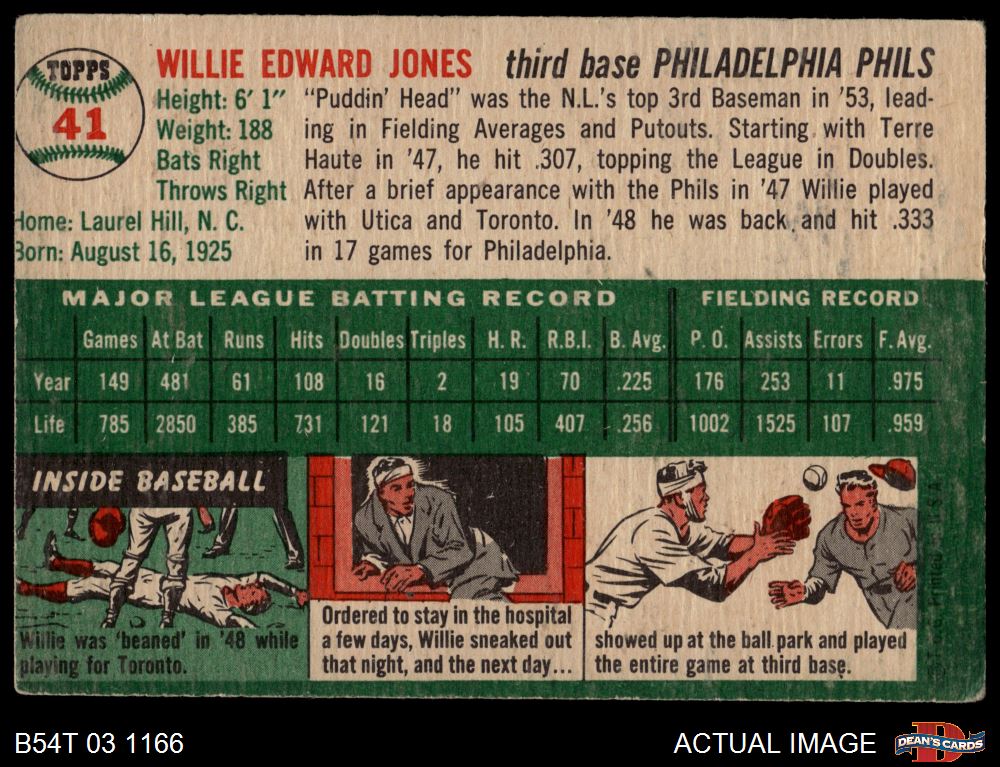 TOPPS
41
WILLIE EDWARD JONES third base PHILADELPHIA PHILS
Height: 6' 1"
Weight: 188
Bats Right
Throws Right
Home: Laurel Hill, N. C.
Born: August 16, 1925
"Puddin' Head" was the N.L.'s top 3rd Baseman in '53, lead-
ing in Fielding Averages and Putouts. Starting with Terre
Haute in '47, he hit .307, topping the League in Doubles.
After a brief appearance with the Phils in '47 Willie played
with Utica and Toronto. In '48 he was back and hit .333
in 17 games for Philadelphia.
MAJOR LEAGUE BATTING RECORD FIELDING RECORD
Games At Bat Runs Hits Doubles Triples H. R. R.B.I. B. Avg. P. O. Assists Errors F. Avg.
Year 149 481 61 108 16 2 19 70 .225 176 253 11 .975
Life 785 2850 385 731 121 18 105 407 .256 1002 1525 107 .959
INSIDE BASEBALL
Willie was 'beaned' in '48 while
playing for Toronto.
Ordered to stay in the hospital
a few days, Willie sneaked out
that night, and the next day...
showed up at the ball park and played
the entire game at third base.
Printed U.S.A.
B54T 03 1166
ACTUAL IMAGE
DEAN'S CARDS